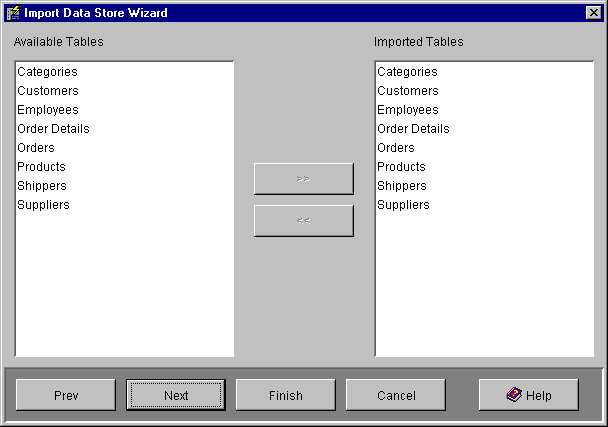 Import Data Store Wizard
Available Tables
Categories
Customers
Employees
Order Details
Orders
Products
Shippers
Suppliers
>>
<<
Imported Tables
Categories
Customers
Employees
Order Details
Orders
Products
Shippers
Suppliers
Prev Next Finish Cancel Help